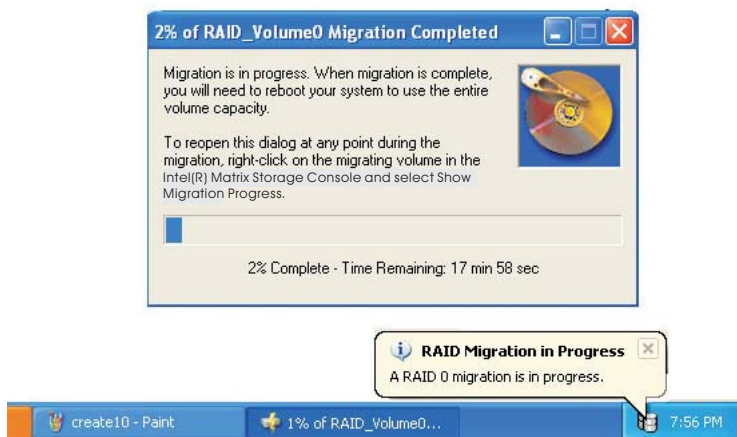 2% of RAID_Volume0 Migration Completed
Migration is in progress. When migration is complete,
you will need to reboot your system to use the entire
volume capacity.
To reopen this dialog at any point during the
migration, right-click on the migrating volume in the
Intel(R) Matrix Storage Console and select Show
Migration Progress.
2% Complete - Time Remaining: 17 min 58 sec
RAID Migration in Progress
A RAID 0 migration is in progress.
create10 - Paint
1% of RAID_Volume0...
7:56 PM